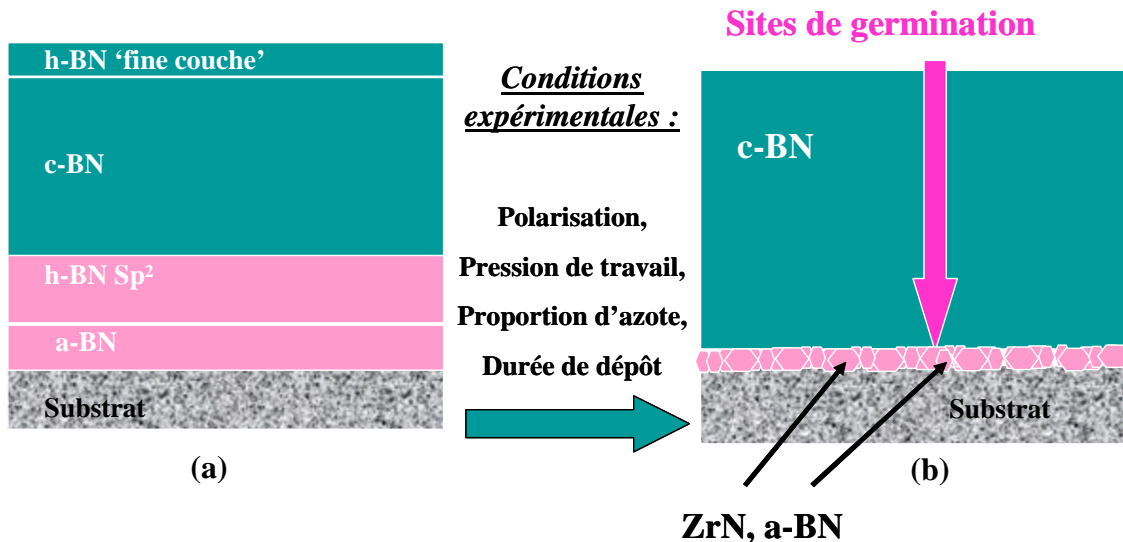 h-BN ‘fine couche’
c-BN
h-BN Sp²
a-BN
Substrat
(a)
Conditions
expérimentales :
Polarisation,
Pression de travail,
Proportion d’azote,
Durée de dépôt
Sites de germination
c-BN
Substrat
(b)
ZrN, a-BN